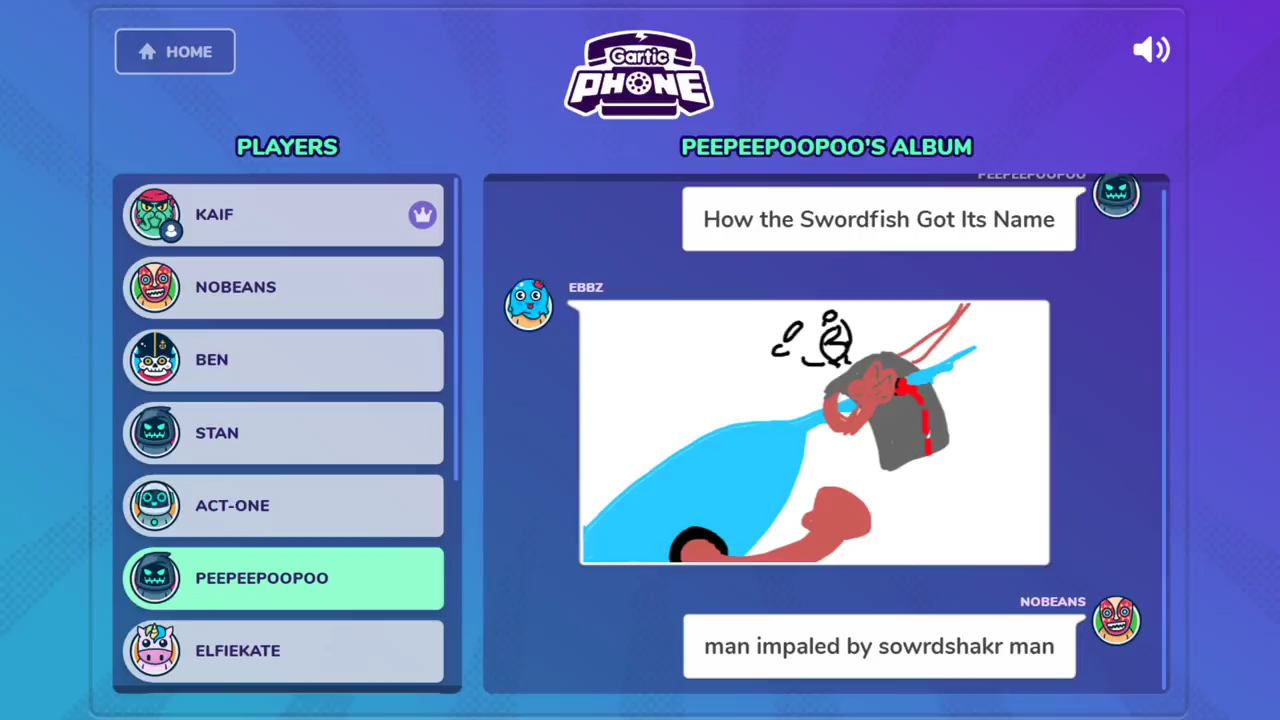 HOME
Gartic
PHONE
PLAYERS
PEEPEEPOOPOO'S ALBUM
KAIF
NOBEANS
BEN
STAN
ACT-ONE
PEEPEEPOOPOO
ELFIEKATE
PEEPEEPOOPOO
How the Swordfish Got Its Name
EBBZ
NOBEANS
man impaled by sowrdshakr man